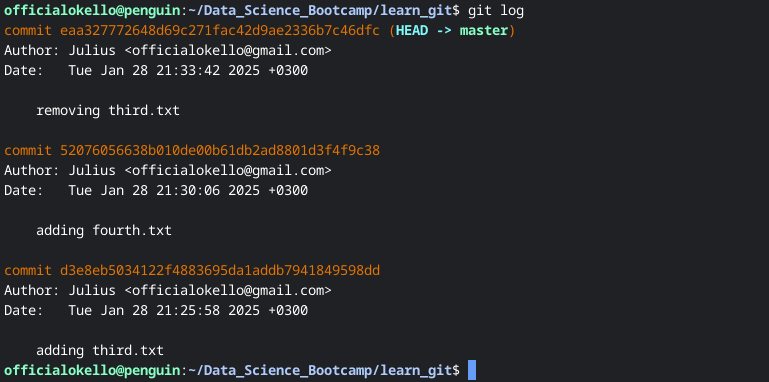 officialokello@penguin:~/Data_Science_Bootcamp/learn_git$ git log
commit eaa327772648d69c271fac42d9ae2336b7c46dfc (HEAD -> master)
Author: Julius <officialokello@gmail.com>
Date:   Tue Jan 28 21:33:42 2025 +0300
removing third.txt
commit 52076056638b010de00b61db2ad8801d3f4f9c38
Author: Julius <officialokello@gmail.com>
Date:   Tue Jan 28 21:30:06 2025 +0300
adding fourth.txt
commit d3e8eb5034122f4883695da1addb7941849598dd
Author: Julius <officialokello@gmail.com>
Date:   Tue Jan 28 21:25:58 2025 +0300
adding third.txt
officialokello@penguin:~/Data_Science_Bootcamp/learn_git$